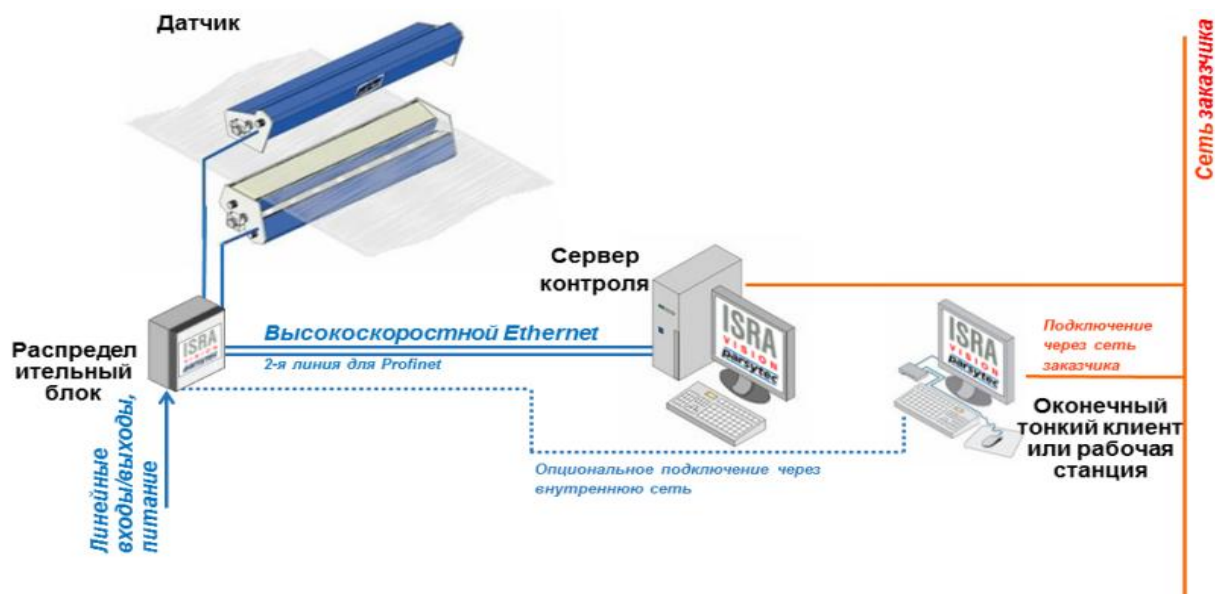 Датчик
Сеть заказчика
Сервер
контроля
ISRA
VISION
parsytec
ISRA
VISION
parsytec
Подключение
через сеть
заказчика
Высокоскоростной Ethernet
2-я линия для Profinet
Распредел
ительный
блок
ISRA
VISION
parsytec
Оконечный
тонкий клиент
или рабочая
станция
Опциональное подключение через
внутреннюю сеть
Линейные
входы/выходы,
питание